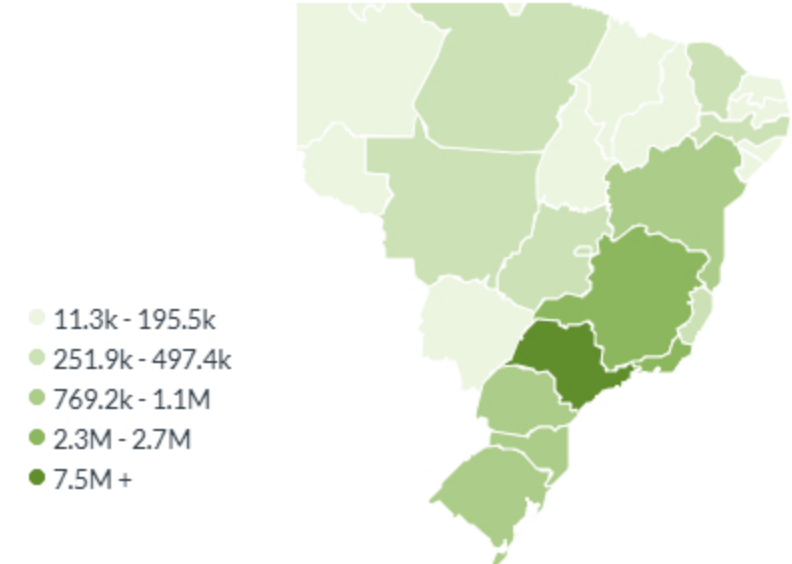 11.3k - 195.5k
251.9k - 497.4k
769.2k - 1.1M
2.3M - 2.7M
7.5M +